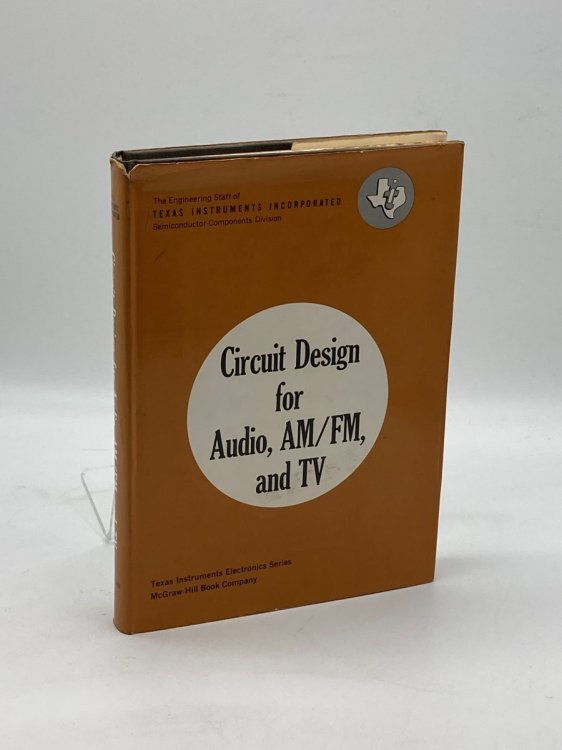 The Engineering Staff of
TEXAS INSTRUMENTS INCORPORATED
Semiconductor-Components Division
Circuit Design
for
Audio, AM/FM,
and TV
Texas Instruments Electronics Series
McGraw-Hill Book Company